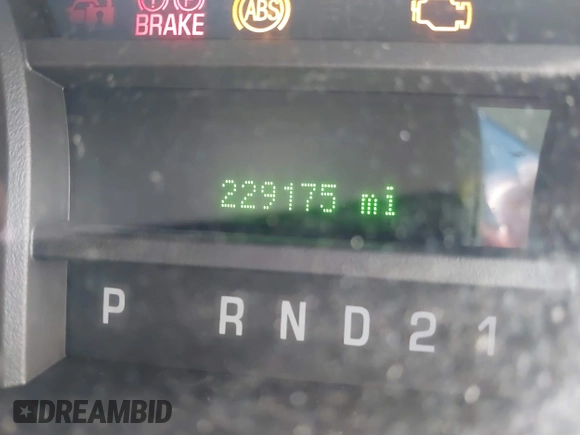 BRAKE ABS
229175 mi
P R N D 2 1
DREAMBID